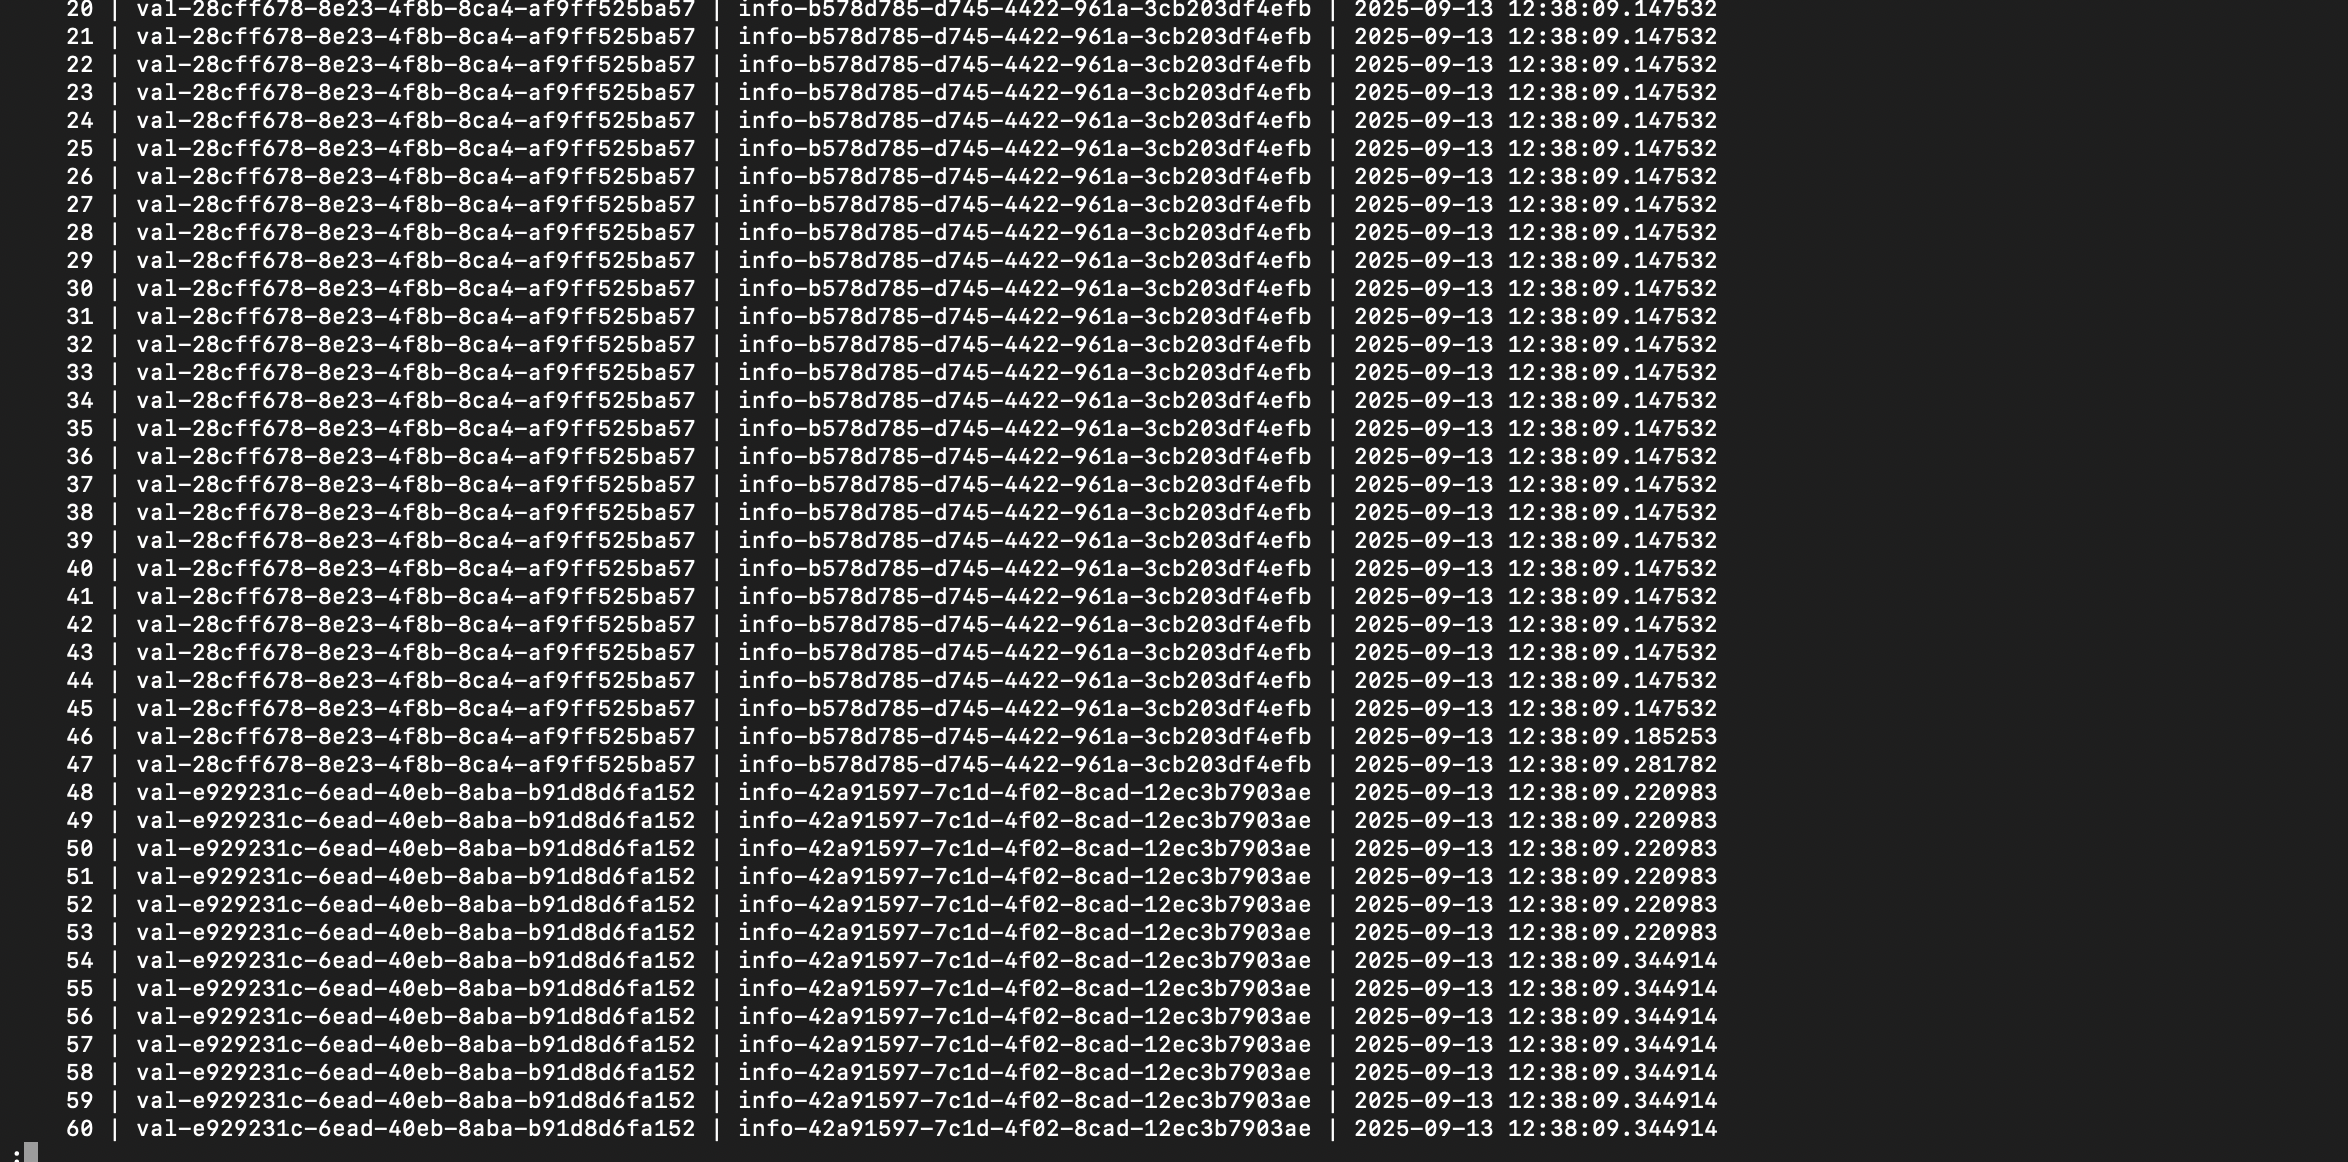 20 | val-28cff678-8e23-4f8b-8ca4-af9ff525ba57 | info-b578d785-d745-4422-961a-3cb203df4efb | 2025-09-13 12:38:09.147532
21 | val-28cff678-8e23-4f8b-8ca4-af9ff525ba57 | info-b578d785-d745-4422-961a-3cb203df4efb | 2025-09-13 12:38:09.147532
22 | val-28cff678-8e23-4f8b-8ca4-af9ff525ba57 | info-b578d785-d745-4422-961a-3cb203df4efb | 2025-09-13 12:38:09.147532
23 | val-28cff678-8e23-4f8b-8ca4-af9ff525ba57 | info-b578d785-d745-4422-961a-3cb203df4efb | 2025-09-13 12:38:09.147532
24 | val-28cff678-8e23-4f8b-8ca4-af9ff525ba57 | info-b578d785-d745-4422-961a-3cb203df4efb | 2025-09-13 12:38:09.147532
25 | val-28cff678-8e23-4f8b-8ca4-af9ff525ba57 | info-b578d785-d745-4422-961a-3cb203df4efb | 2025-09-13 12:38:09.147532
26 | val-28cff678-8e23-4f8b-8ca4-af9ff525ba57 | info-b578d785-d745-4422-961a-3cb203df4efb | 2025-09-13 12:38:09.147532
27 | val-28cff678-8e23-4f8b-8ca4-af9ff525ba57 | info-b578d785-d745-4422-961a-3cb203df4efb | 2025-09-13 12:38:09.147532
28 | val-28cff678-8e23-4f8b-8ca4-af9ff525ba57 | info-b578d785-d745-4422-961a-3cb203df4efb | 2025-09-13 12:38:09.147532
29 | val-28cff678-8e23-4f8b-8ca4-af9ff525ba57 | info-b578d785-d745-4422-961a-3cb203df4efb | 2025-09-13 12:38:09.147532
30 | val-28cff678-8e23-4f8b-8ca4-af9ff525ba57 | info-b578d785-d745-4422-961a-3cb203df4efb | 2025-09-13 12:38:09.147532
31 | val-28cff678-8e23-4f8b-8ca4-af9ff525ba57 | info-b578d785-d745-4422-961a-3cb203df4efb | 2025-09-13 12:38:09.147532
32 | val-28cff678-8e23-4f8b-8ca4-af9ff525ba57 | info-b578d785-d745-4422-961a-3cb203df4efb | 2025-09-13 12:38:09.147532
33 | val-28cff678-8e23-4f8b-8ca4-af9ff525ba57 | info-b578d785-d745-4422-961a-3cb203df4efb | 2025-09-13 12:38:09.147532
34 | val-28cff678-8e23-4f8b-8ca4-af9ff525ba57 | info-b578d785-d745-4422-961a-3cb203df4efb | 2025-09-13 12:38:09.147532
35 | val-28cff678-8e23-4f8b-8ca4-af9ff525ba57 | info-b578d785-d745-4422-961a-3cb203df4efb | 2025-09-13 12:38:09.147532
36 | val-28cff678-8e23-4f8b-8ca4-af9ff525ba57 | info-b578d785-d745-4422-961a-3cb203df4efb | 2025-09-13 12:38:09.147532
37 | val-28cff678-8e23-4f8b-8ca4-af9ff525ba57 | info-b578d785-d745-4422-961a-3cb203df4efb | 2025-09-13 12:38:09.147532
38 | val-28cff678-8e23-4f8b-8ca4-af9ff525ba57 | info-b578d785-d745-4422-961a-3cb203df4efb | 2025-09-13 12:38:09.147532
39 | val-28cff678-8e23-4f8b-8ca4-af9ff525ba57 | info-b578d785-d745-4422-961a-3cb203df4efb | 2025-09-13 12:38:09.147532
40 | val-28cff678-8e23-4f8b-8ca4-af9ff525ba57 | info-b578d785-d745-4422-961a-3cb203df4efb | 2025-09-13 12:38:09.147532
41 | val-28cff678-8e23-4f8b-8ca4-af9ff525ba57 | info-b578d785-d745-4422-961a-3cb203df4efb | 2025-09-13 12:38:09.147532
42 | val-28cff678-8e23-4f8b-8ca4-af9ff525ba57 | info-b578d785-d745-4422-961a-3cb203df4efb | 2025-09-13 12:38:09.147532
43 | val-28cff678-8e23-4f8b-8ca4-af9ff525ba57 | info-b578d785-d745-4422-961a-3cb203df4efb | 2025-09-13 12:38:09.147532
44 | val-28cff678-8e23-4f8b-8ca4-af9ff525ba57 | info-b578d785-d745-4422-961a-3cb203df4efb | 2025-09-13 12:38:09.147532
45 | val-28cff678-8e23-4f8b-8ca4-af9ff525ba57 | info-b578d785-d745-4422-961a-3cb203df4efb | 2025-09-13 12:38:09.147532
46 | val-28cff678-8e23-4f8b-8ca4-af9ff525ba57 | info-b578d785-d745-4422-961a-3cb203df4efb | 2025-09-13 12:38:09.185253
47 | val-28cff678-8e23-4f8b-8ca4-af9ff525ba57 | info-b578d785-d745-4422-961a-3cb203df4efb | 2025-09-13 12:38:09.281782
48 | val-e929231c-6ead-40eb-8aba-b91d8d6fa152 | info-42a91597-7c1d-4f02-8cad-12ec3b7903ae | 2025-09-13 12:38:09.220983
49 | val-e929231c-6ead-40eb-8aba-b91d8d6fa152 | info-42a91597-7c1d-4f02-8cad-12ec3b7903ae | 2025-09-13 12:38:09.220983
50 | val-e929231c-6ead-40eb-8aba-b91d8d6fa152 | info-42a91597-7c1d-4f02-8cad-12ec3b7903ae | 2025-09-13 12:38:09.220983
51 | val-e929231c-6ead-40eb-8aba-b91d8d6fa152 | info-42a91597-7c1d-4f02-8cad-12ec3b7903ae | 2025-09-13 12:38:09.220983
52 | val-e929231c-6ead-40eb-8aba-b91d8d6fa152 | info-42a91597-7c1d-4f02-8cad-12ec3b7903ae | 2025-09-13 12:38:09.220983
53 | val-e929231c-6ead-40eb-8aba-b91d8d6fa152 | info-42a91597-7c1d-4f02-8cad-12ec3b7903ae | 2025-09-13 12:38:09.220983
54 | val-e929231c-6ead-40eb-8aba-b91d8d6fa152 | info-42a91597-7c1d-4f02-8cad-12ec3b7903ae | 2025-09-13 12:38:09.344914
55 | val-e929231c-6ead-40eb-8aba-b91d8d6fa152 | info-42a91597-7c1d-4f02-8cad-12ec3b7903ae | 2025-09-13 12:38:09.344914
56 | val-e929231c-6ead-40eb-8aba-b91d8d6fa152 | info-42a91597-7c1d-4f02-8cad-12ec3b7903ae | 2025-09-13 12:38:09.344914
57 | val-e929231c-6ead-40eb-8aba-b91d8d6fa152 | info-42a91597-7c1d-4f02-8cad-12ec3b7903ae | 2025-09-13 12:38:09.344914
58 | val-e929231c-6ead-40eb-8aba-b91d8d6fa152 | info-42a91597-7c1d-4f02-8cad-12ec3b7903ae | 2025-09-13 12:38:09.344914
59 | val-e929231c-6ead-40eb-8aba-b91d8d6fa152 | info-42a91597-7c1d-4f02-8cad-12ec3b7903ae | 2025-09-13 12:38:09.344914
60 | val-e929231c-6ead-40eb-8aba-b91d8d6fa152 | info-42a91597-7c1d-4f02-8cad-12ec3b7903ae | 2025-09-13 12:38:09.344914
: